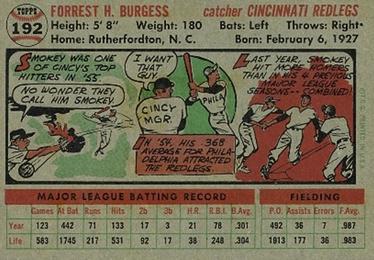 TOPPS
192
FORREST H. BURGESS catcher CINCINNATI REDLEGS
Height: 5' 8" Weight: 180 Bats: Left Throws: Right
Home: Rutherfordton, N. C. Born: February 6, 1927
SMOKEY WAS ONE
OF CINCY'S TOP
HITTERS IN '55.
NO WONDER THEY
CALL HIM SMOKEY.
I WANT
THAT
GUY.
CINCY
MGR.
PHILA
IN '54, HIS .368
AVERAGE FOR PHILA-
DELPHIA ATTRACTED
THE REDLEGS.
LAST YEAR, SMOKEY
HIT MORE HOMERS
THAN IN HIS 4 PREVIOUS
MAJOR LEAGUE
SEASONS-- COMBINED!
MAJOR LEAGUE BATTING RECORD FIELDING
Games At Bat Runs Hits 2b 3b H.R. R.B.I. B.Avg. P.O. Assists Errors F.Avg.
Year 123 442 71 133 17 3 21 78 .301 492 36 7 .987
Life 583 1745 217 531 92 17 38 248 .304 1913 177 36 .983